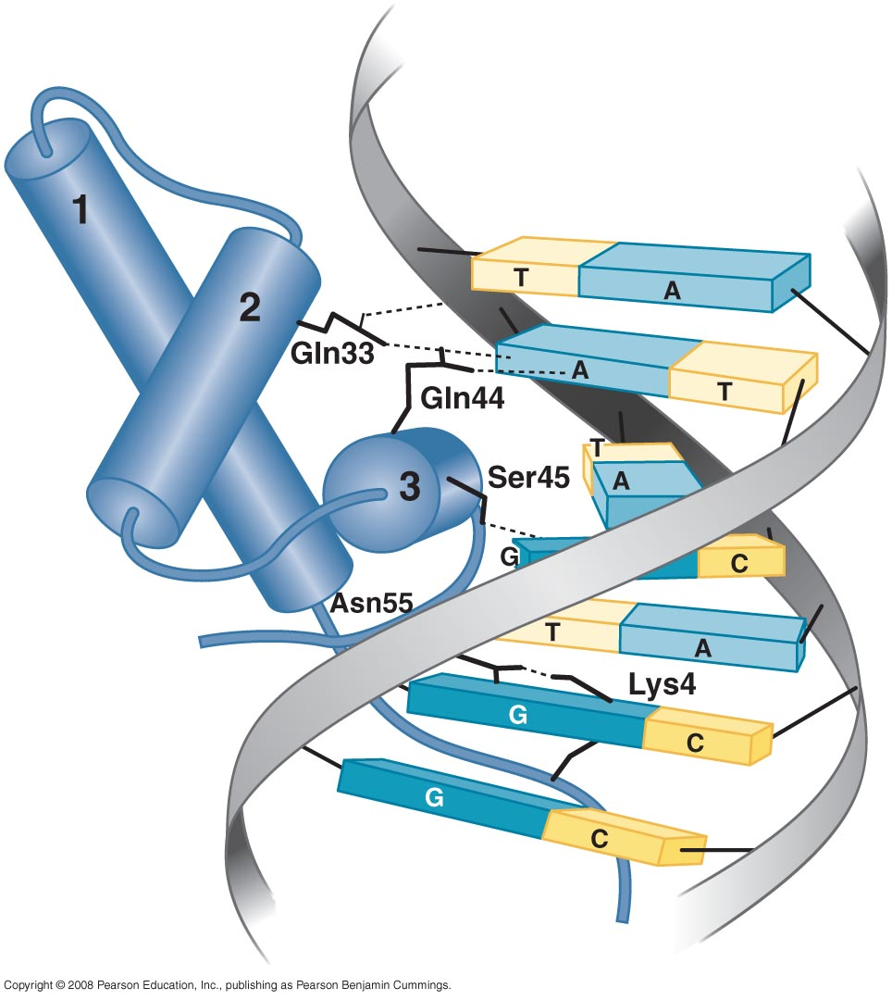 1
2
T A
Gln33
A T
Gln44
T
A
3
Ser45
G C
Asn55
T A
Lys4
G C
G C
Copyright © 2008 Pearson Education, Inc., publishing as Pearson Benjamin Cummings.